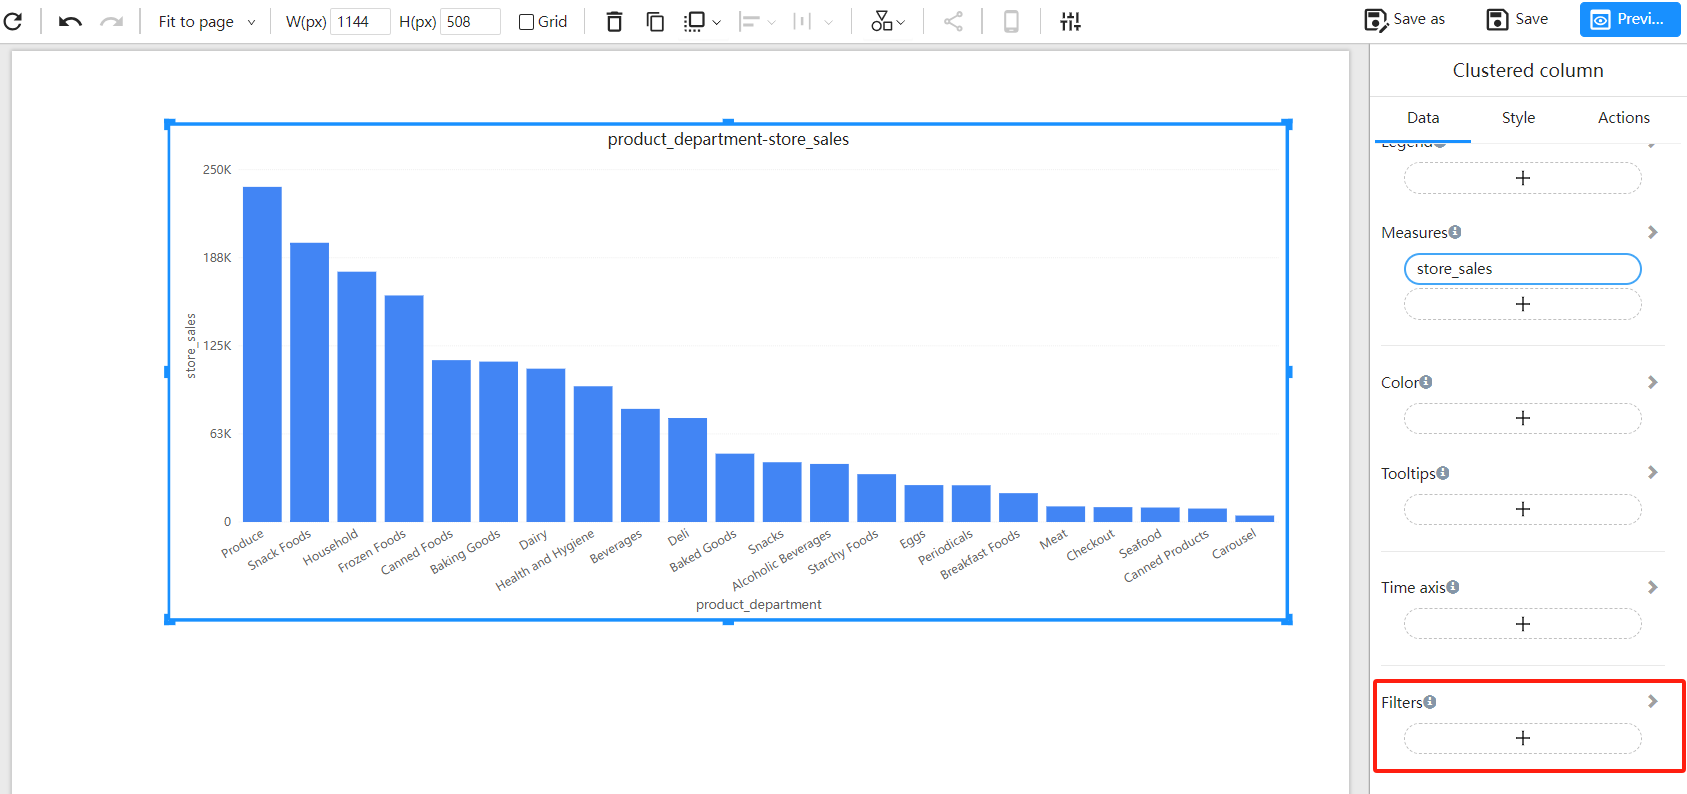 Fit to page
W(px) 1144 H(px) 508
Grid
Save as
Save
Previ...
product_department-store_sales
250K
188K
125K
63K
0
store_sales
Produce
Snack Foods
Household
Frozen Foods
Canned Foods
Baking Goods
Dairy
Health and Hygiene
Beverages
Deli
Baked Goods
Snacks
Alcoholic Beverages
Starchy Foods
Eggs
Periodicals
Breakfast Foods
Meat
Checkout
Seafood
Canned Products
Carousel
product_department
Clustered column
Data Style Actions
Legend
Measures
store_sales
Color
Tooltips
Time axis
Filters